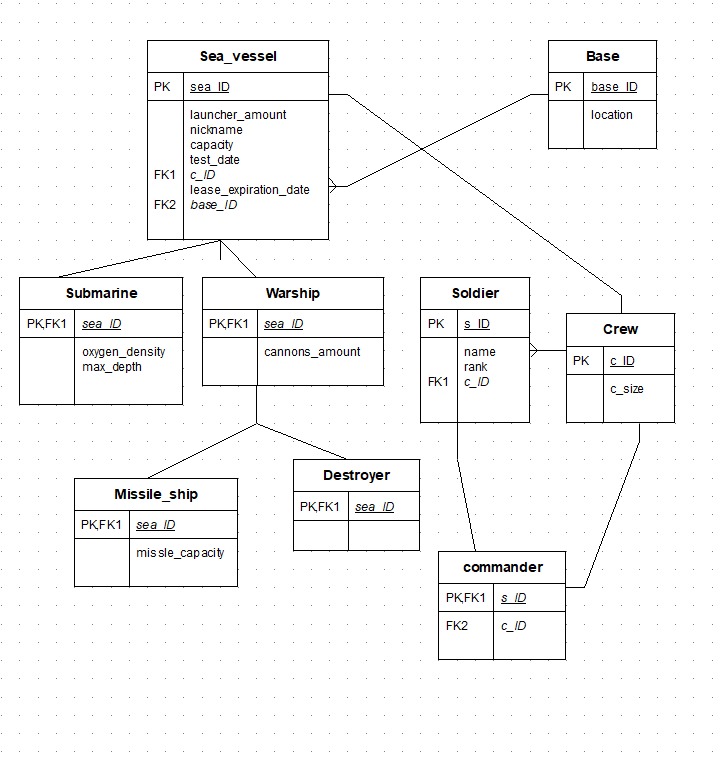 Sea_vessel
PK sea_ID
launcher_amount
nickname
capacity
test_date
FK1 c_ID
lease_expiration_date
FK2 base_ID
Base
PK base_ID
location
Submarine
PK,FK1 sea_ID
oxygen_density
max_depth
Warship
PK,FK1 sea_ID
cannons_amount
Soldier
PK s_ID
name
rank
FK1 c_ID
Crew
PK c_ID
c_size
Missile_ship
PK,FK1 sea_ID
missle_capacity
Destroyer
PK,FK1 sea_ID
commander
PK,FK1 s_ID
FK2 c_ID